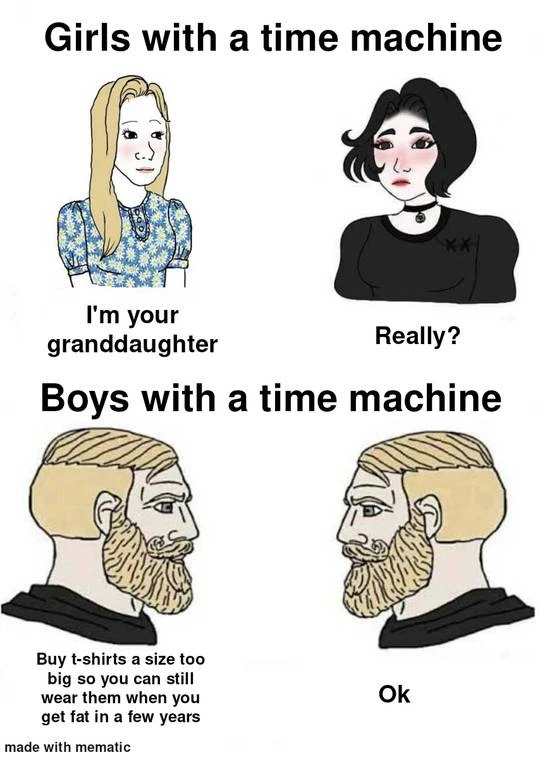 Girls with a time machine
I'm your
granddaughter
Really?
Boys with a time machine
Buy t-shirts a size too
big so you can still
wear them when you
get fat in a few years
Ok
made with mematic